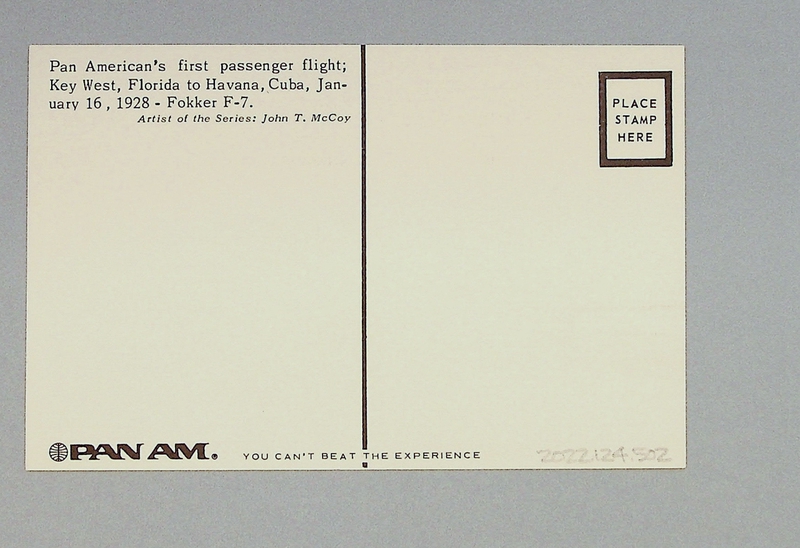 Pan American's first passenger flight;
Key West, Florida to Havana, Cuba, Jan-
uary 16, 1928 - Fokker F-7.
Artist of the Series: John T. McCoy
PLACE
STAMP
HERE
PAN AM®
YOU CAN'T BEAT THE EXPERIENCE
2022.124.502